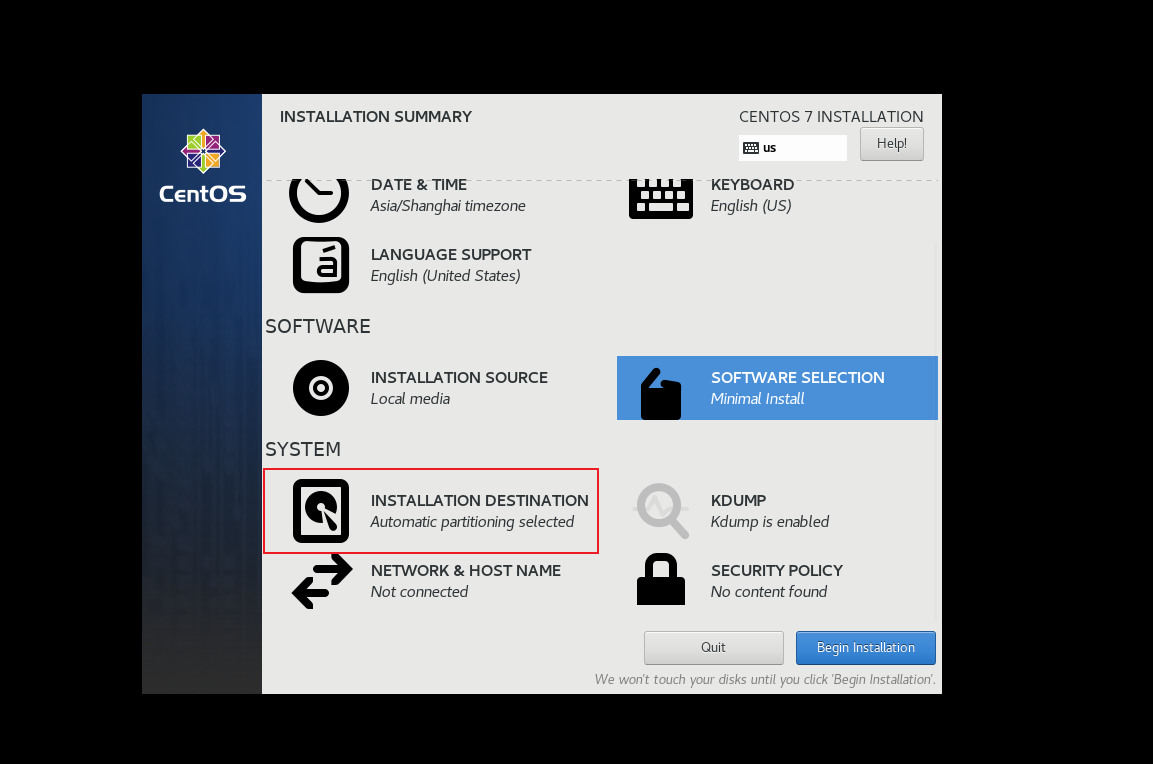 INSTALLATION SUMMARY
CENTOS 7 INSTALLATION
us
Help!
CentOS
DATE & TIME
Asia/Shanghai timezone
KEYBOARD
English (US)
á
LANGUAGE SUPPORT
English (United States)
SOFTWARE
INSTALLATION SOURCE
Local media
SOFTWARE SELECTION
Minimal Install
SYSTEM
INSTALLATION DESTINATION
Automatic partitioning selected
KDUMP
Kdump is enabled
NETWORK & HOST NAME
Not connected
SECURITY POLICY
No content found
Quit
Begin Installation
We won't touch your disks until you click 'Begin Installation'.